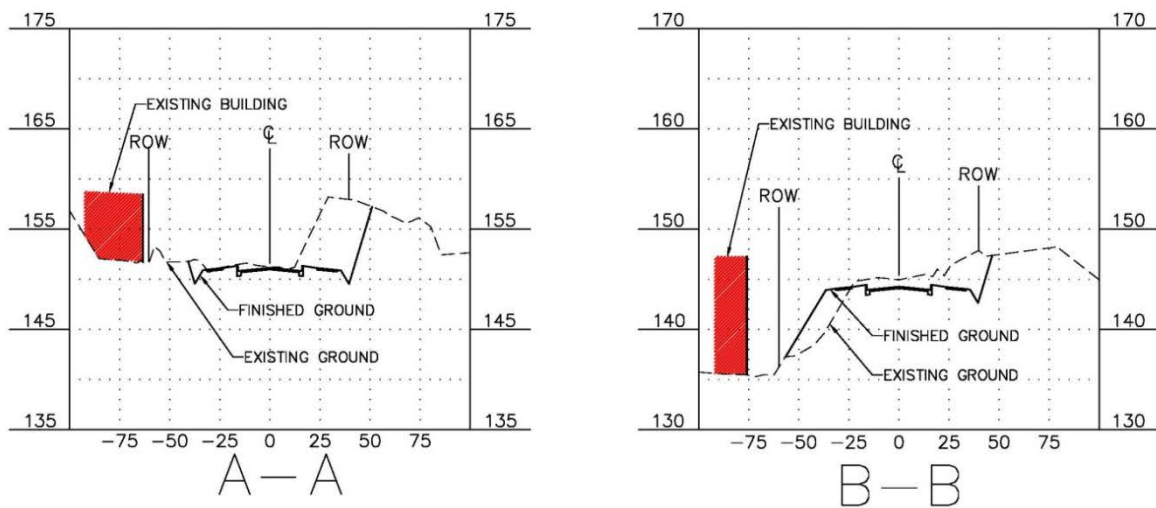 175 175
EXISTING BUILDING
165 165
ROW ℄ ROW
155 155
FINISHED GROUND
145 145
EXISTING GROUND
135 135
-75 -50 -25 0 25 50 75
A—A
170 170
EXISTING BUILDING
160 160
℄
ROW ROW
150 150
140 140
FINISHED GROUND
EXISTING GROUND
130 130
-75 -50 -25 0 25 50 75
B—B